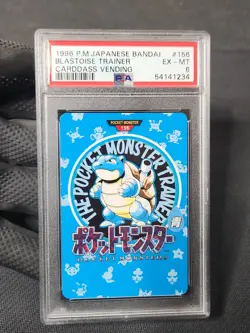 1996 P.M.JAPANESE BANDAI #156
BLASTOISE TRAINER EX - MT
CARDDASS VENDING 6
PSA 54141234
POCKET MONSTER
156
THE POCKET MONSTER TRAINER
ポケットモンスター
POCKET MONSTERS